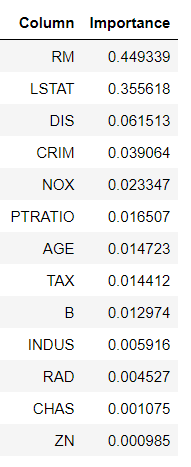 Column Importance
RM 0.449339
LSTAT 0.355618
DIS 0.061513
CRIM 0.039064
NOX 0.023347
PTRATIO 0.016507
AGE 0.014723
TAX 0.014412
B 0.012974
INDUS 0.005916
RAD 0.004527
CHAS 0.001075
ZN 0.000985